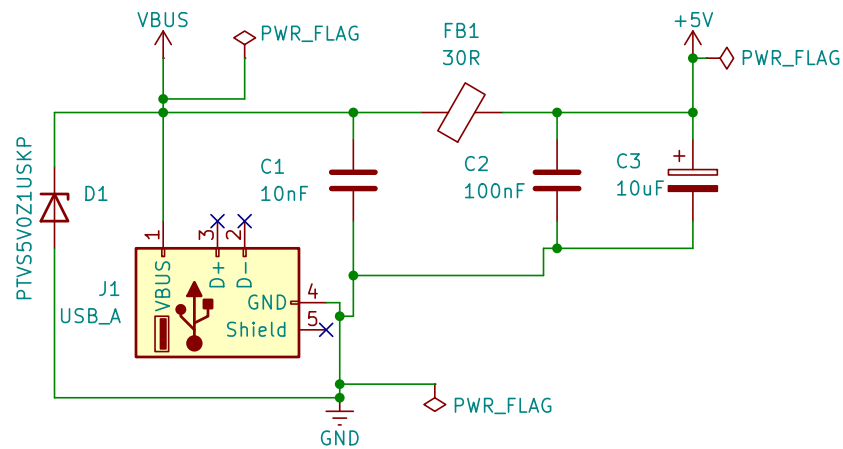 VBUS
PWR_FLAG
FB1
30R
+5V
PWR_FLAG
PTVS5V0Z1USKP
D1
C1
10nF
C2
100nF
C3
+
10uF
1
3
2
J1
USB_A
VBUS
D+
D-
GND
4
Shield
5
PWR_FLAG
GND